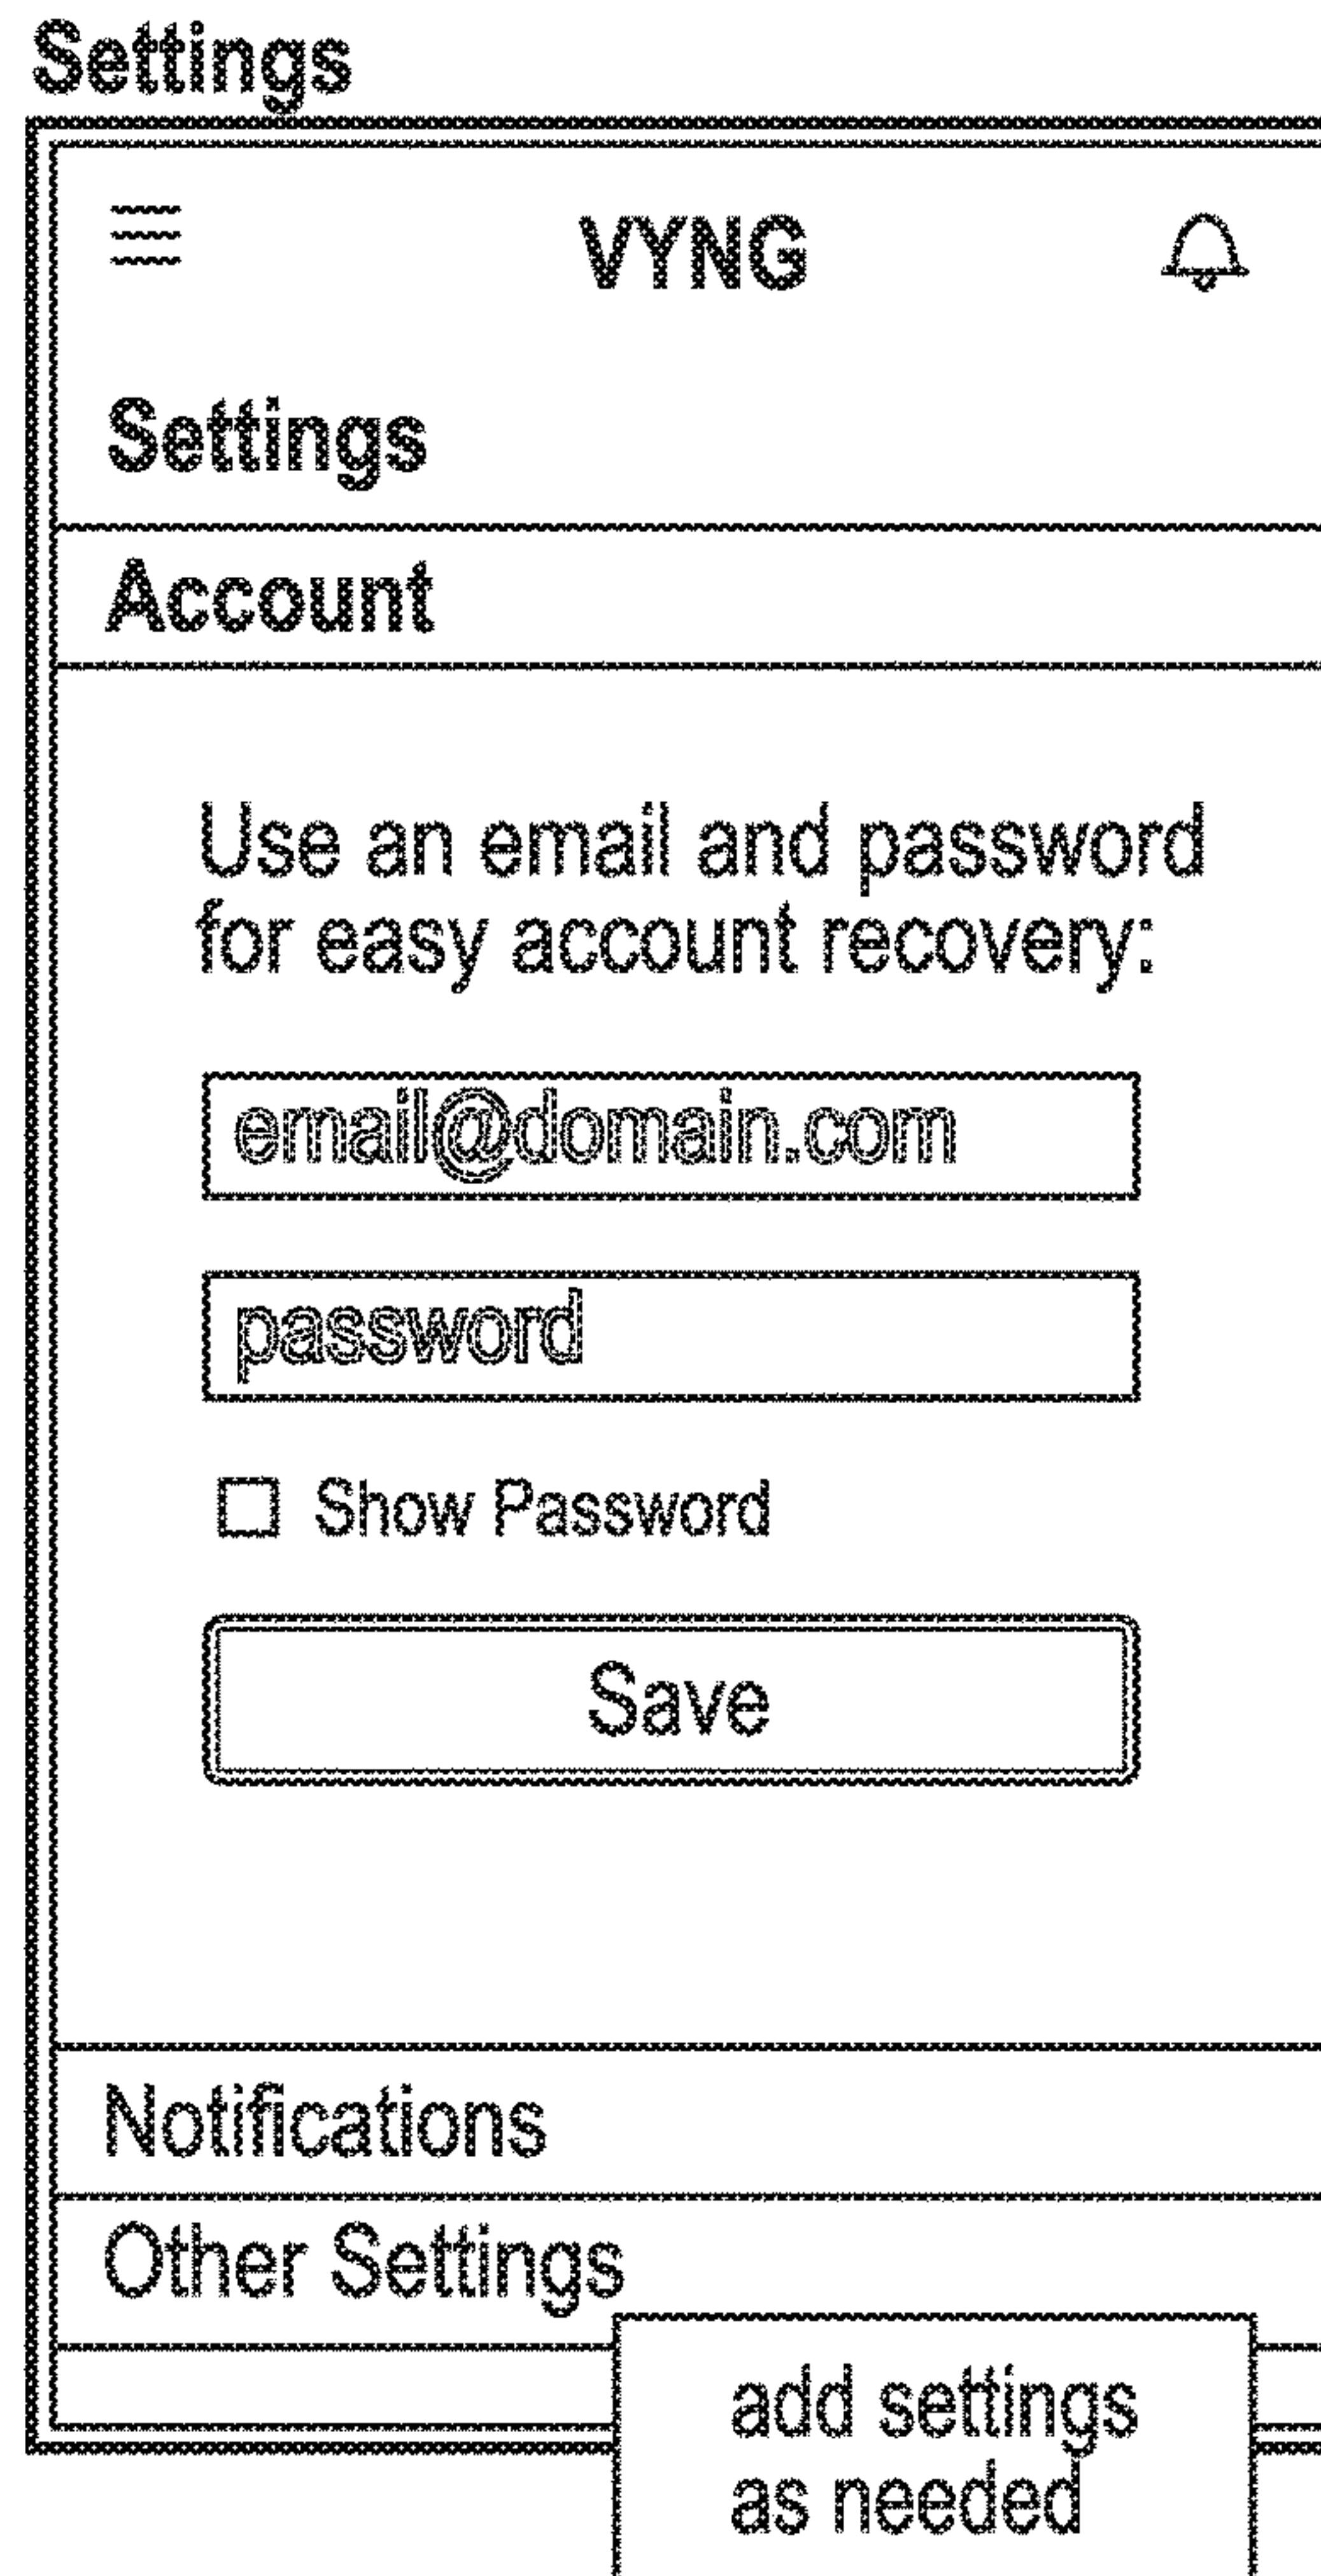 Settings
VYNG
Settings
Account
Use an email and password
for easy account recovery:
email@domain.com
password
Show Password
Save
Notifications
Other Settings
add settings
as needed